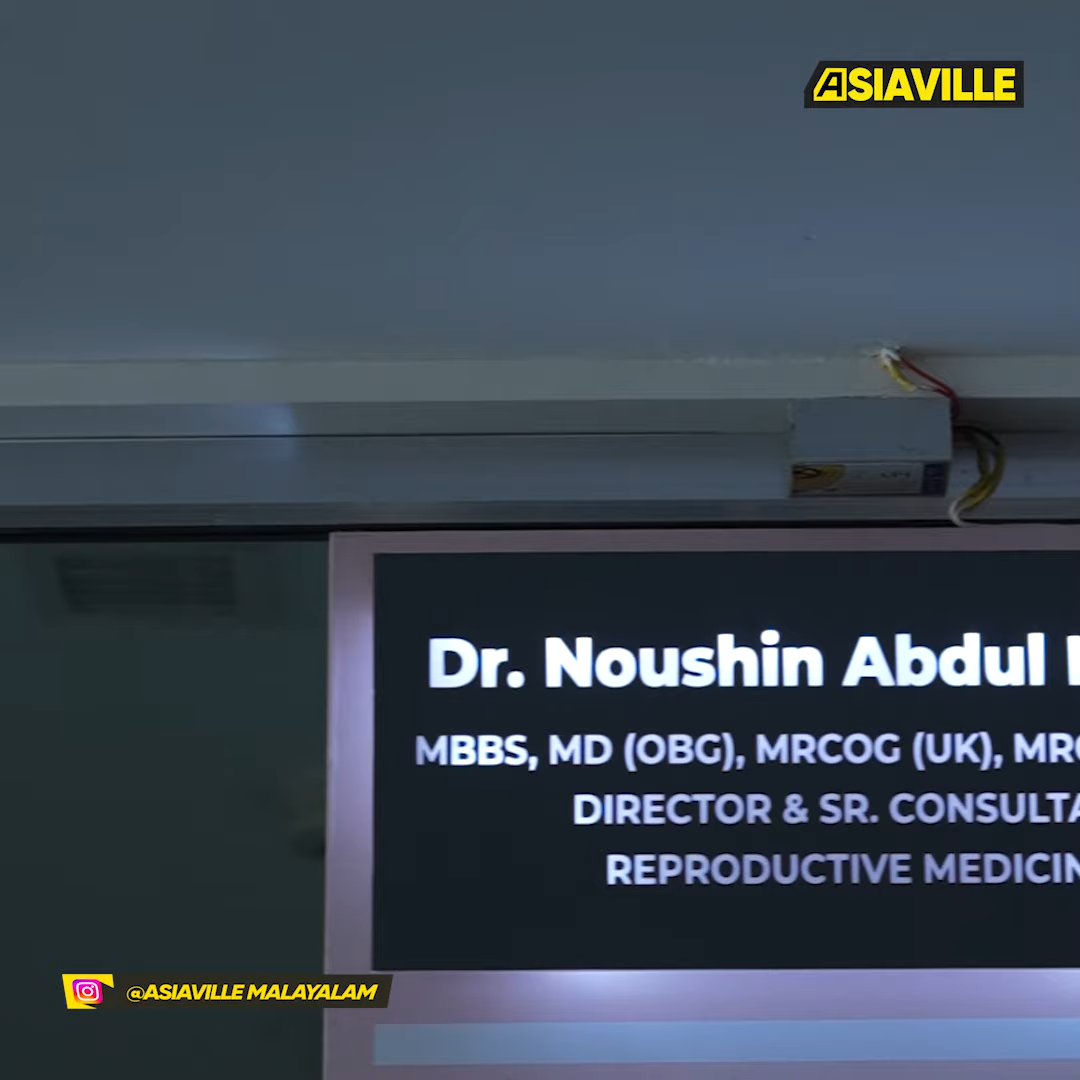 ASIAVILLE
Dr. Noushin Abdul
MBBS, MD (OBG), MRCOG (UK),
DIRECTOR & SR.
REPRODUCTIVE
@ASIAVILLE MALAYALAM